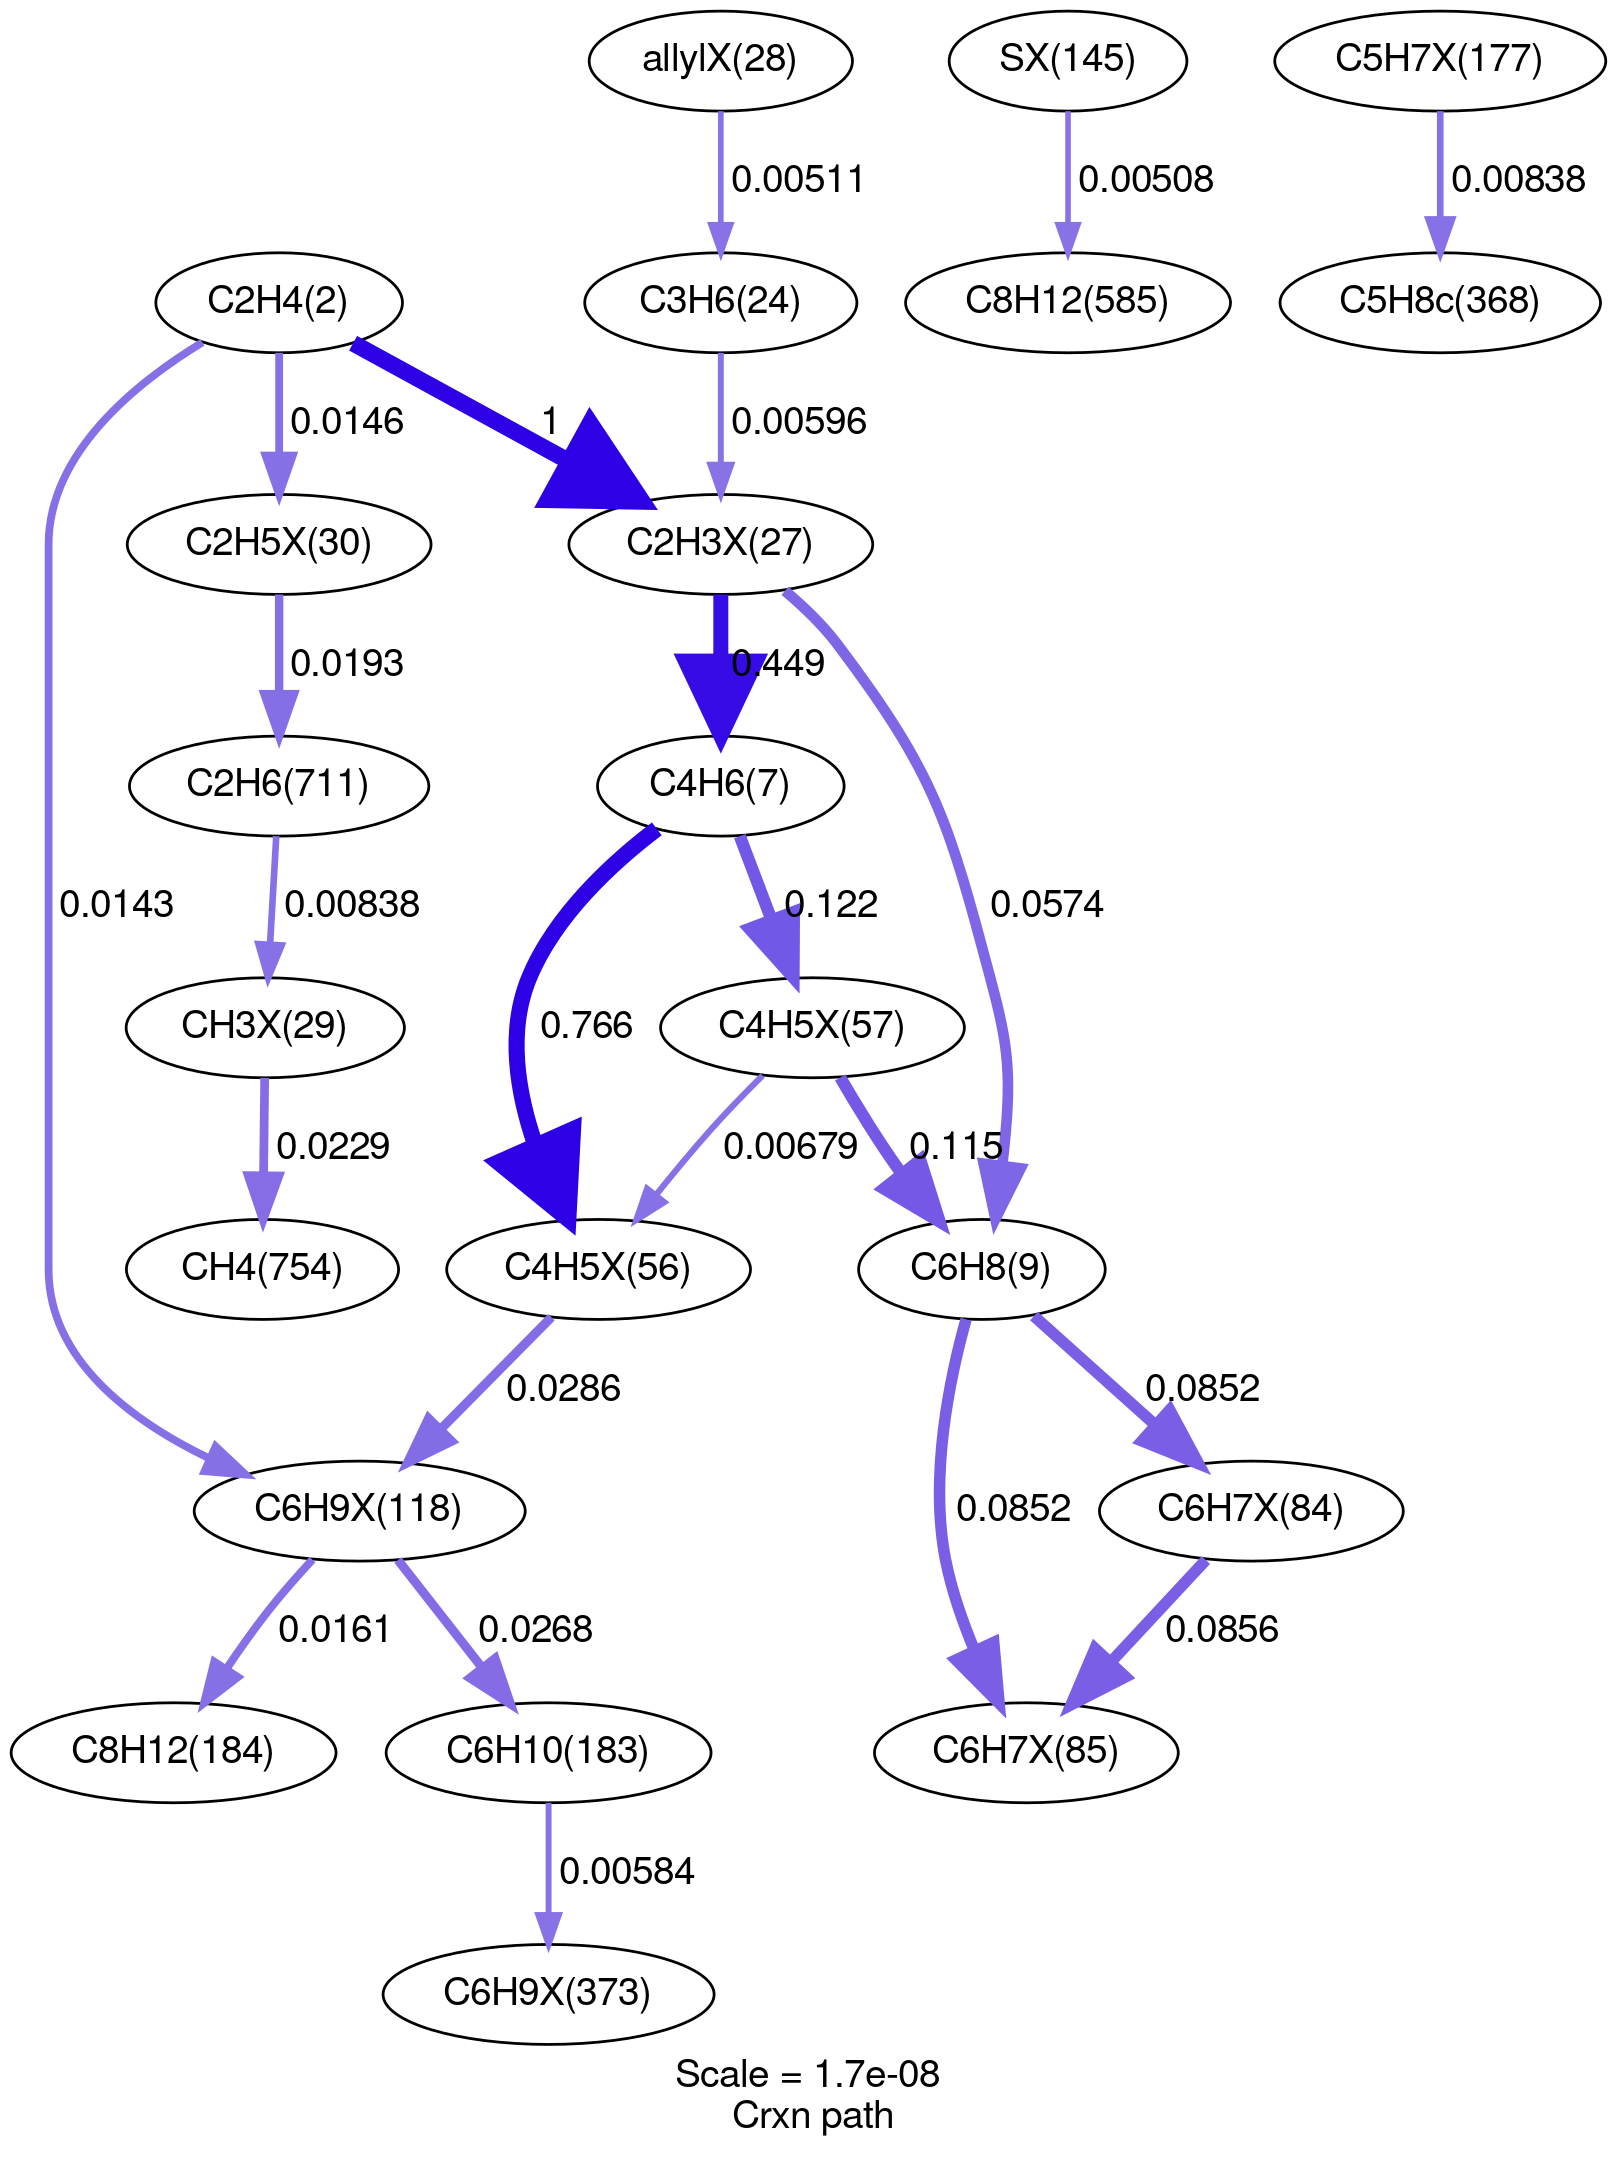 allylX(28)
SX(145)
C5H7X(177)
0.00511
0.00508
0.00838
C2H4(2)
C3H6(24)
C8H12(585)
C5H8c(368)
0.0146
1
0.00596
C2H5X(30)
C2H3X(27)
0.0193
0.449
C2H6(711)
C4H6(7)
0.0143
0.00838
0.122
0.0574
CH3X(29)
0.766
C4H5X(57)
0.0229
0.00679
0.115
CH4(754)
C4H5X(56)
C6H8(9)
0.0286
0.0852
C6H9X(118)
0.0852
C6H7X(84)
0.0161
0.0268
0.0856
C8H12(184)
C6H10(183)
C6H7X(85)
0.00584
C6H9X(373)
Scale = 1.7e-08
Crxn path